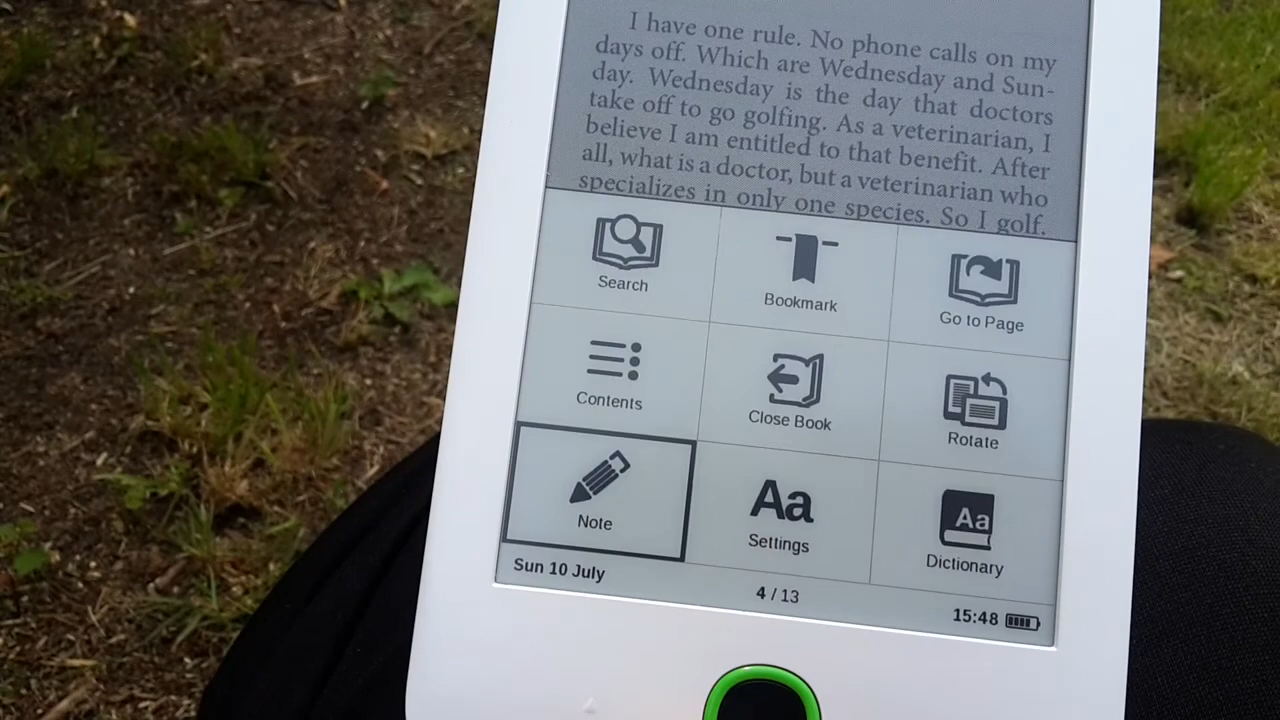 I have one rule. No phone calls on my
days off. Which are Wednesday and Sun-
day. Wednesday is the day that doctors
take off to go golfing. As a veterinarian, I
believe I am entitled to that benefit. After
all, what is a doctor, but a veterinarian who
specializes in only one species. So I golf.
Search
Bookmark
Go to Page
Contents
Close Book
Rotate
Note
Aa
Settings
Aa
Dictionary
Sun 10 July
4 / 13
15:48